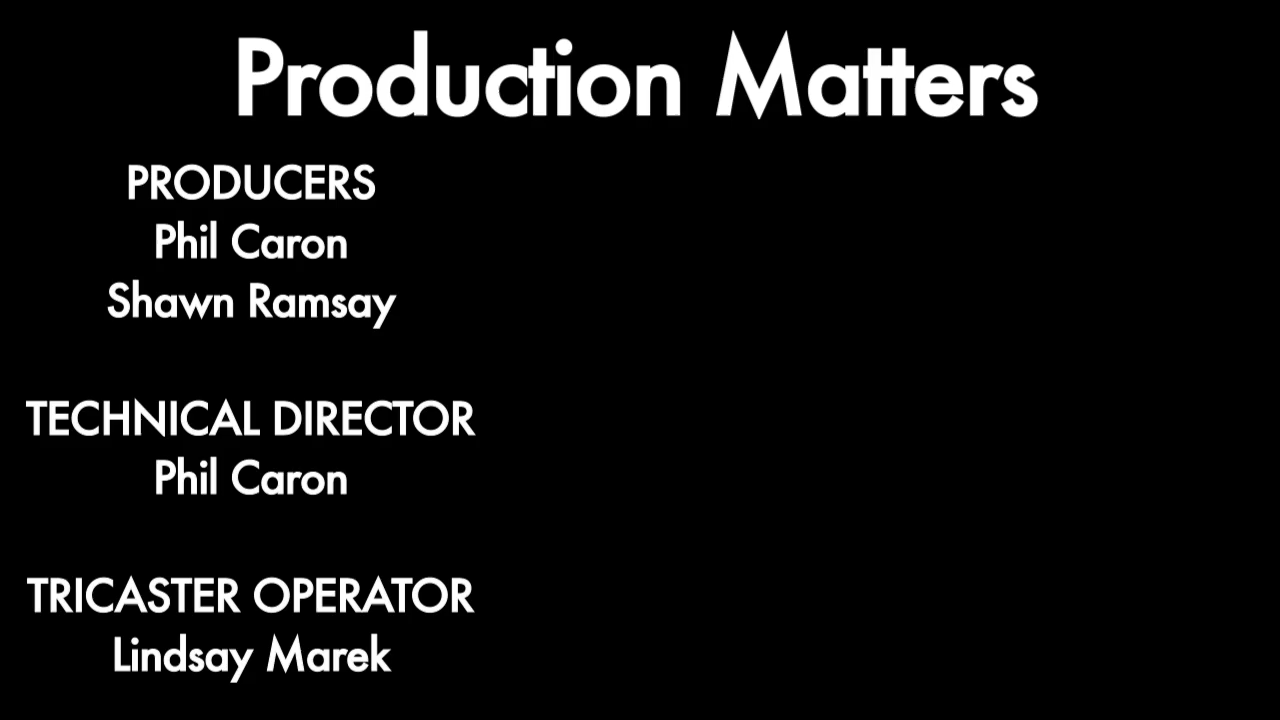 Production Matters
PRODUCERS
Phil Caron
Shawn Ramsay
TECHNICAL DIRECTOR
Phil Caron
TRICASTER OPERATOR
Lindsay Marek